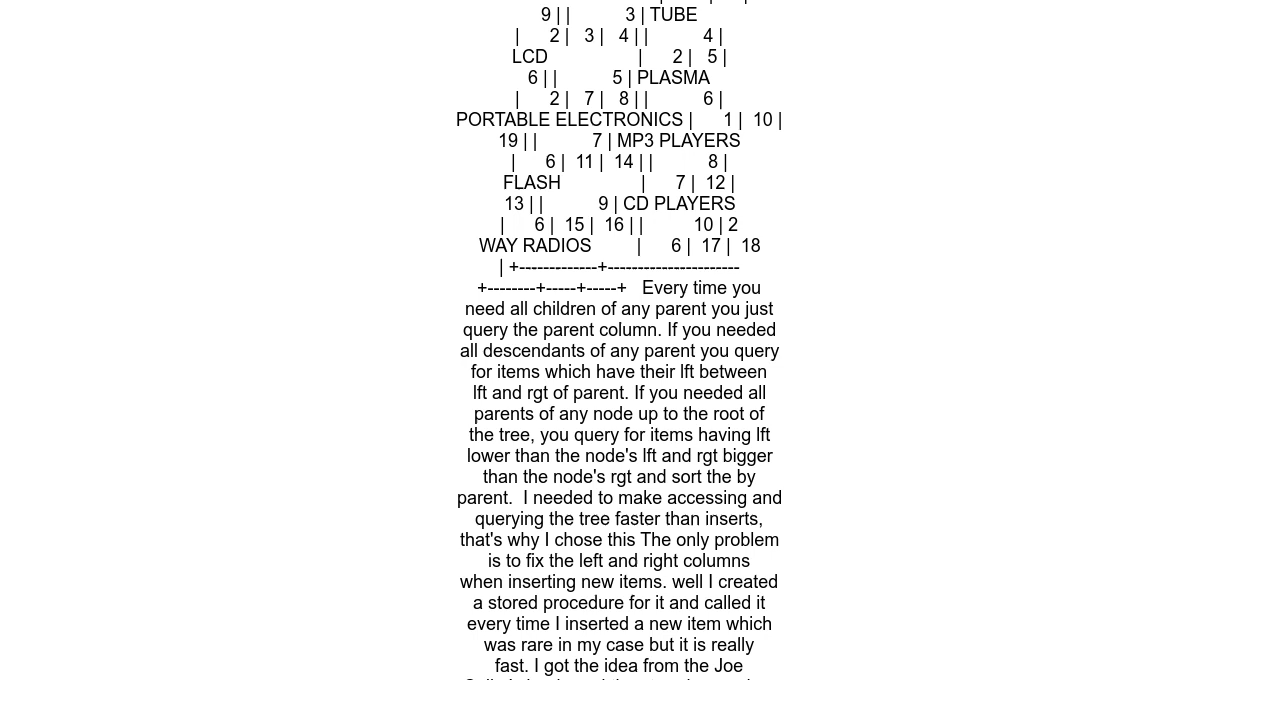 9 | |           3 | TUBE
|      2 |   3 |   4 | |           4 |
LCD                  |      2 |   5 |
6 | |           5 | PLASMA
|      2 |   7 |   8 | |           6 |
PORTABLE ELECTRONICS |      1 |  10 |
19 | |           7 | MP3 PLAYERS
|      6 |  11 |  14 | |           8 |
FLASH                |      7 |  12 |
13 | |           9 | CD PLAYERS
|      6 |  15 |  16 | |          10 | 2
WAY RADIOS         |      6 |  17 |  18
| +-------------+----------------------
+--------+-----+-----+   Every time you
need all children of any parent you just
query the parent column. If you needed
all descendants of any parent you query
for items which have their lft between
lft and rgt of parent. If you needed all
parents of any node up to the root of
the tree, you query for items having lft
lower than the node's lft and rgt bigger
than the node's rgt and sort the by
parent.  I needed to make accessing and
querying the tree faster than inserts,
that's why I chose this The only problem
is to fix the left and right columns
when inserting new items. well I created
a stored procedure for it and called it
every time I inserted a new item which
was rare in my case but it is really
fast. I got the idea from the Joe